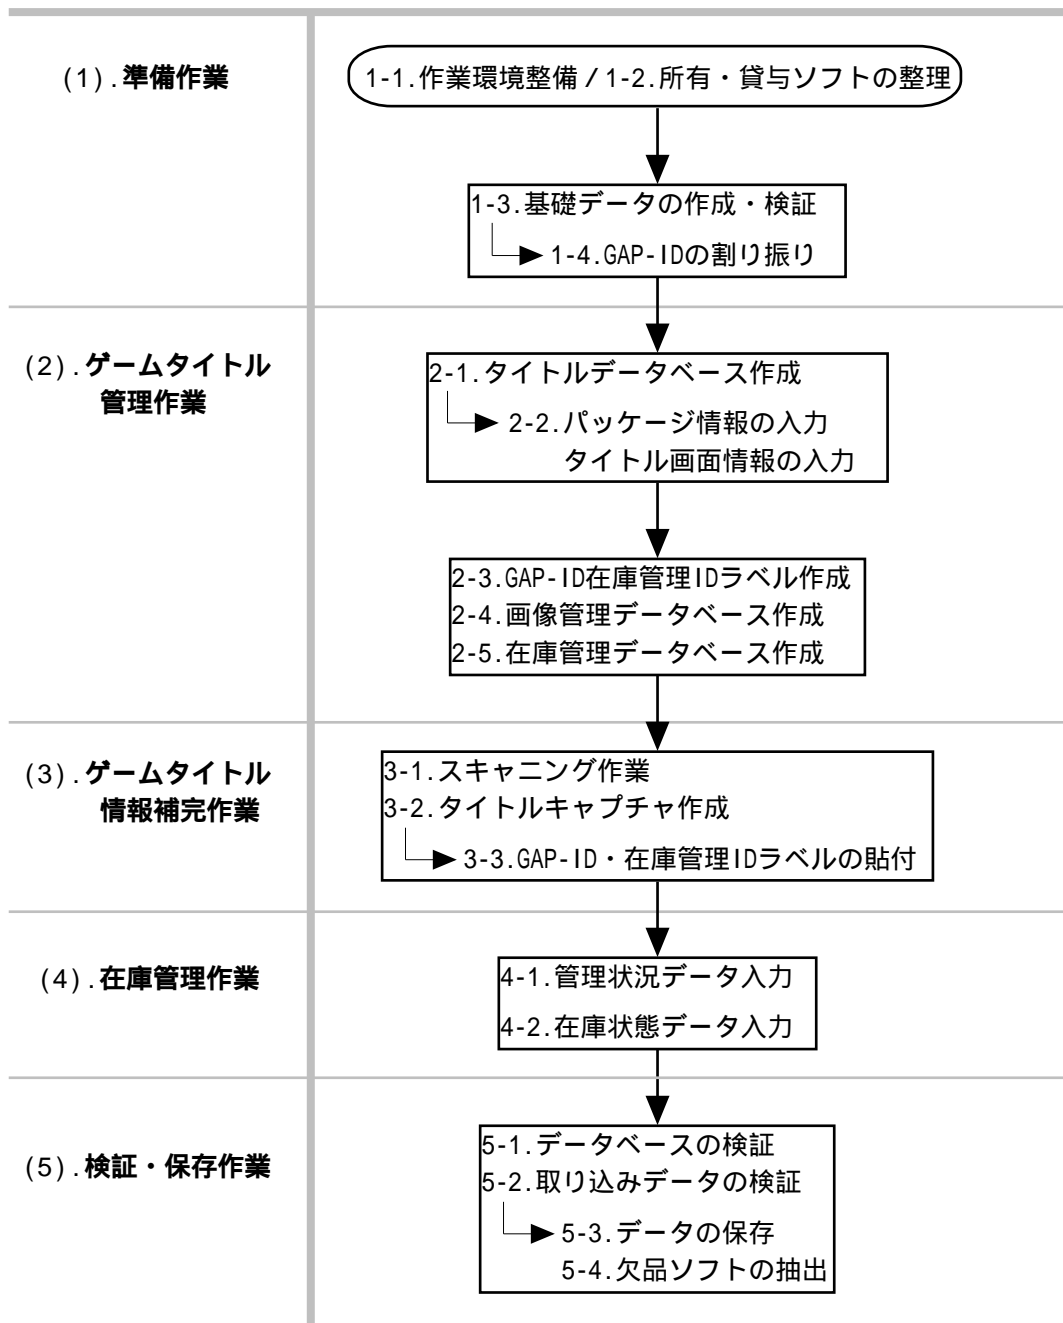 (1).準備作業
1-1.作業環境整備/1-2.所有・貸与ソフトの整理
1-3.基礎データの作成・検証
1-4.GAP-IDの割り振り
(2).ゲームタイトル
管理作業
2-1.タイトルデータベース作成
2-2.パッケージ情報の入力
タイトル画面情報の入力
2-3.GAP-ID在庫管理IDラベル作成
2-4.画像管理データベース作成
2-5.在庫管理データベース作成
(3).ゲームタイトル
情報補完作業
3-1.スキャニング作業
3-2.タイトルキャプチャ作成
3-3.GAP-ID・在庫管理IDラベルの貼付
(4).在庫管理作業
4-1.管理状況データ入力
4-2.在庫状態データ入力
(5).検証・保存作業
5-1.データベースの検証
5-2.取り込みデータの検証
5-3.データの保存
5-4.欠品ソフトの抽出